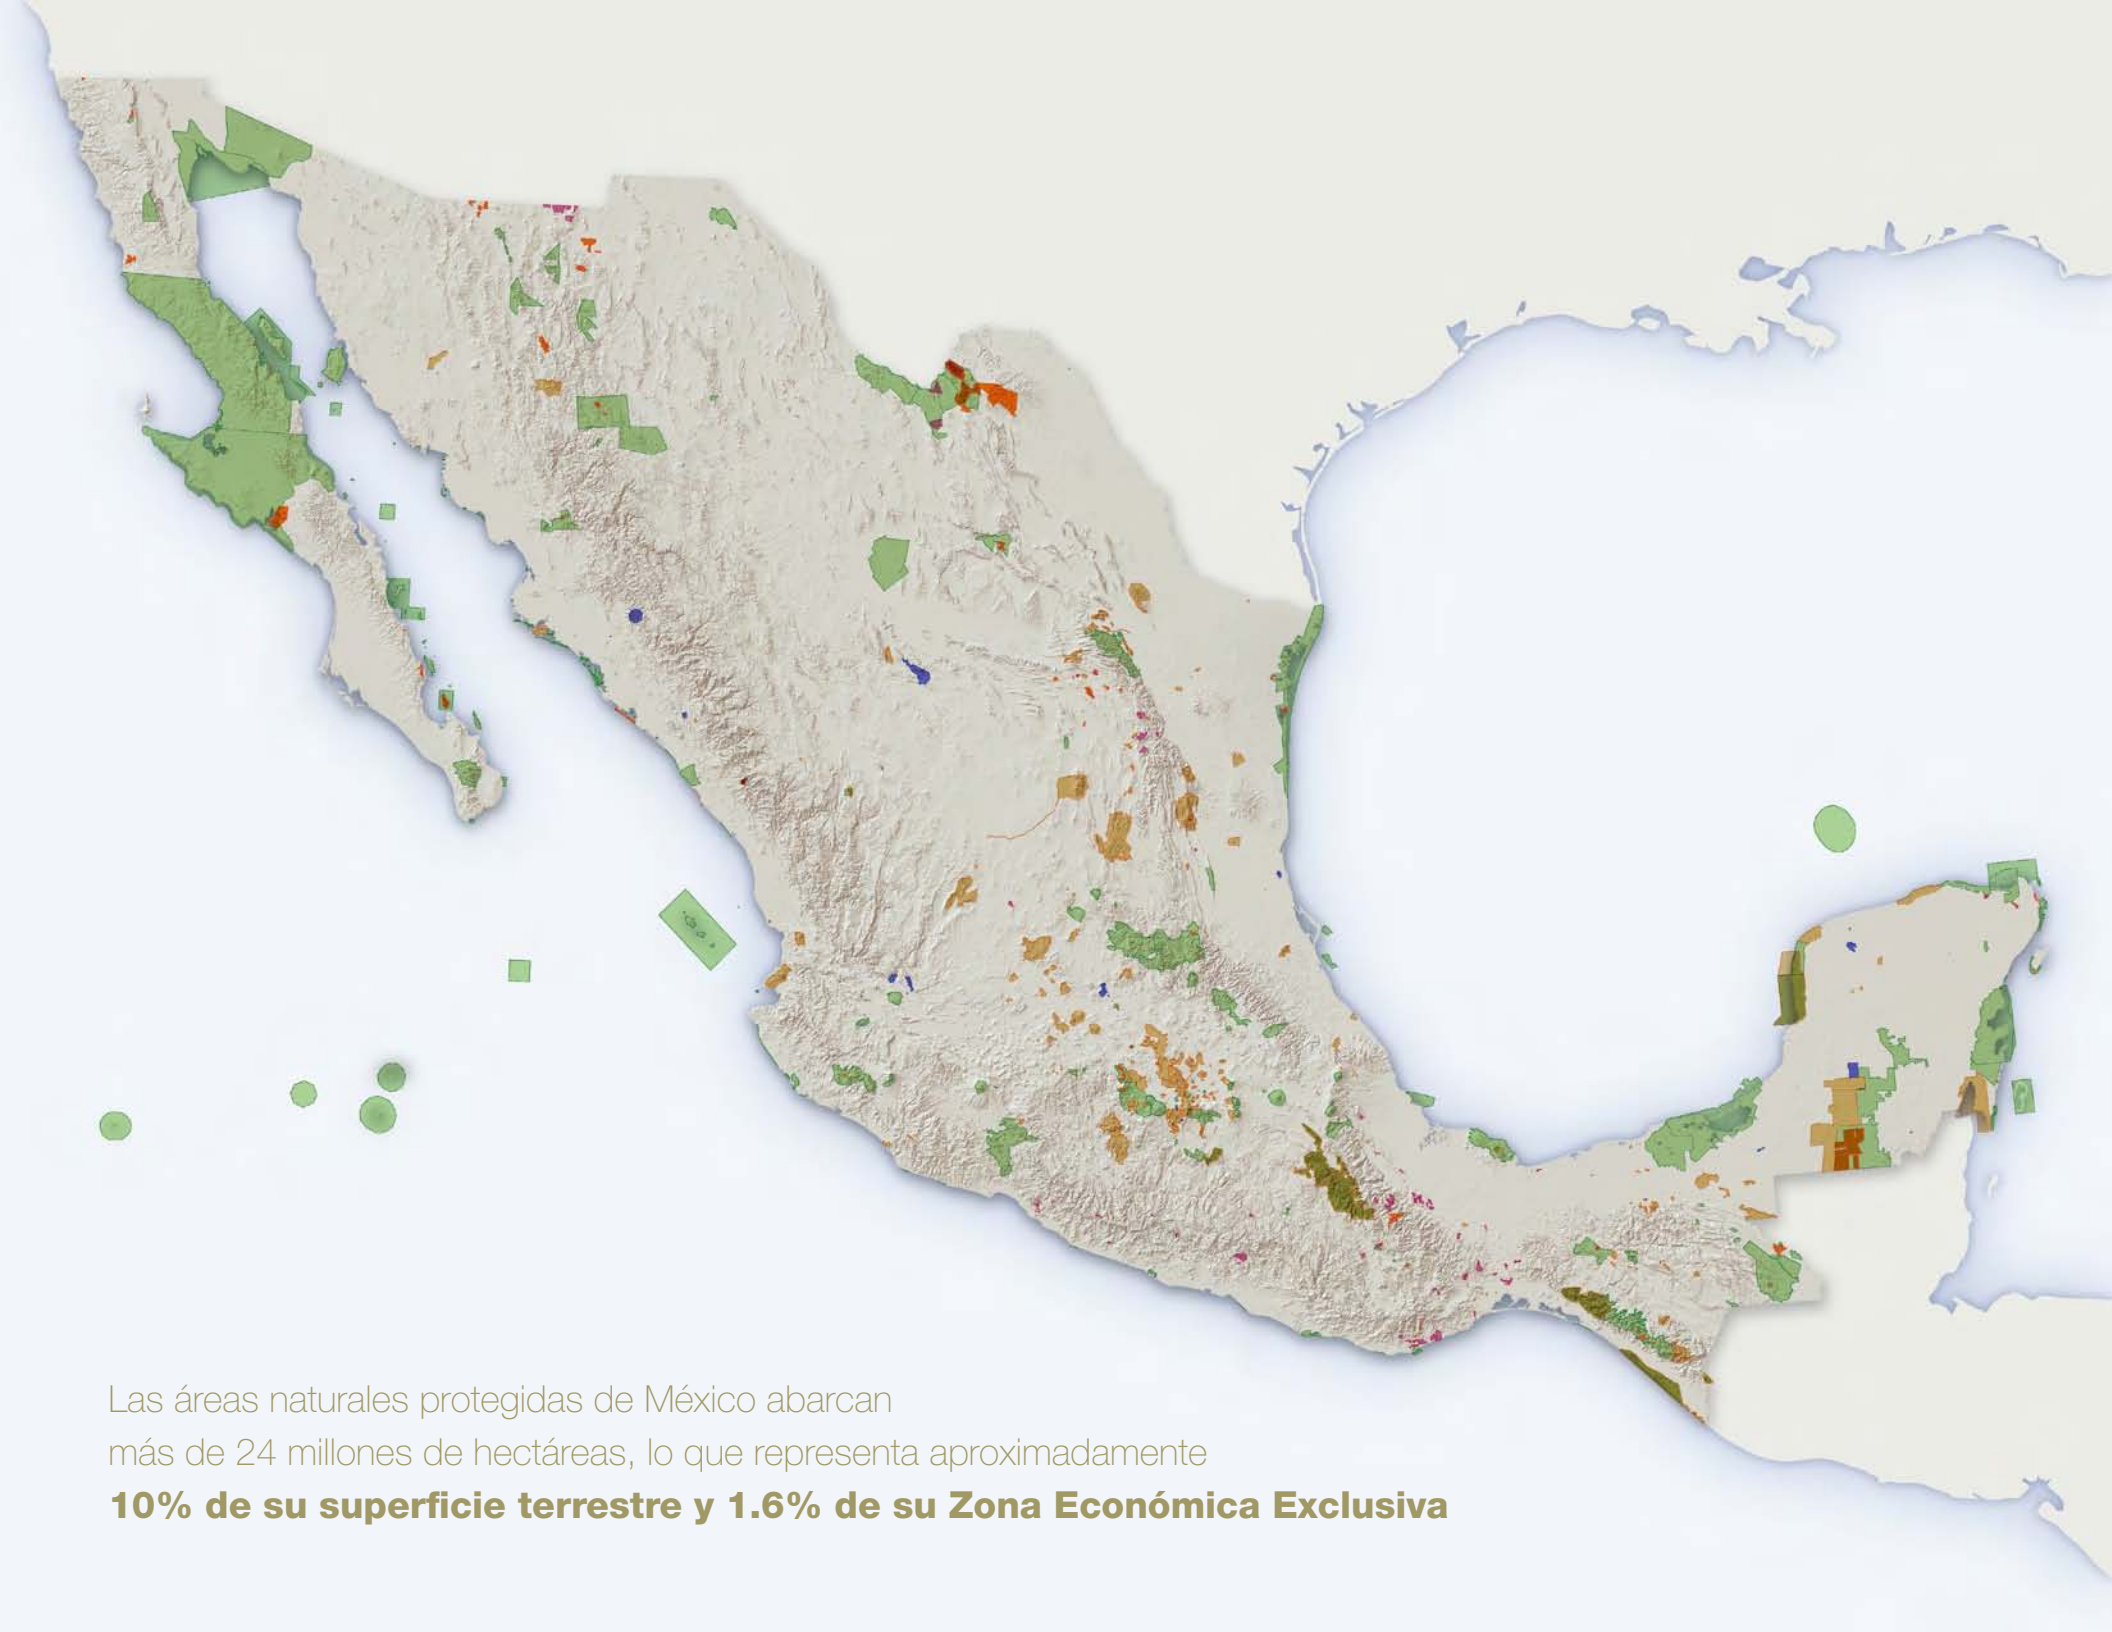 Las áreas naturales protegidas de México abarcan
más de 24 millones de hectáreas, lo que representa aproximadamente
10% de su superficie terrestre y 1.6% de su Zona Económica Exclusiva